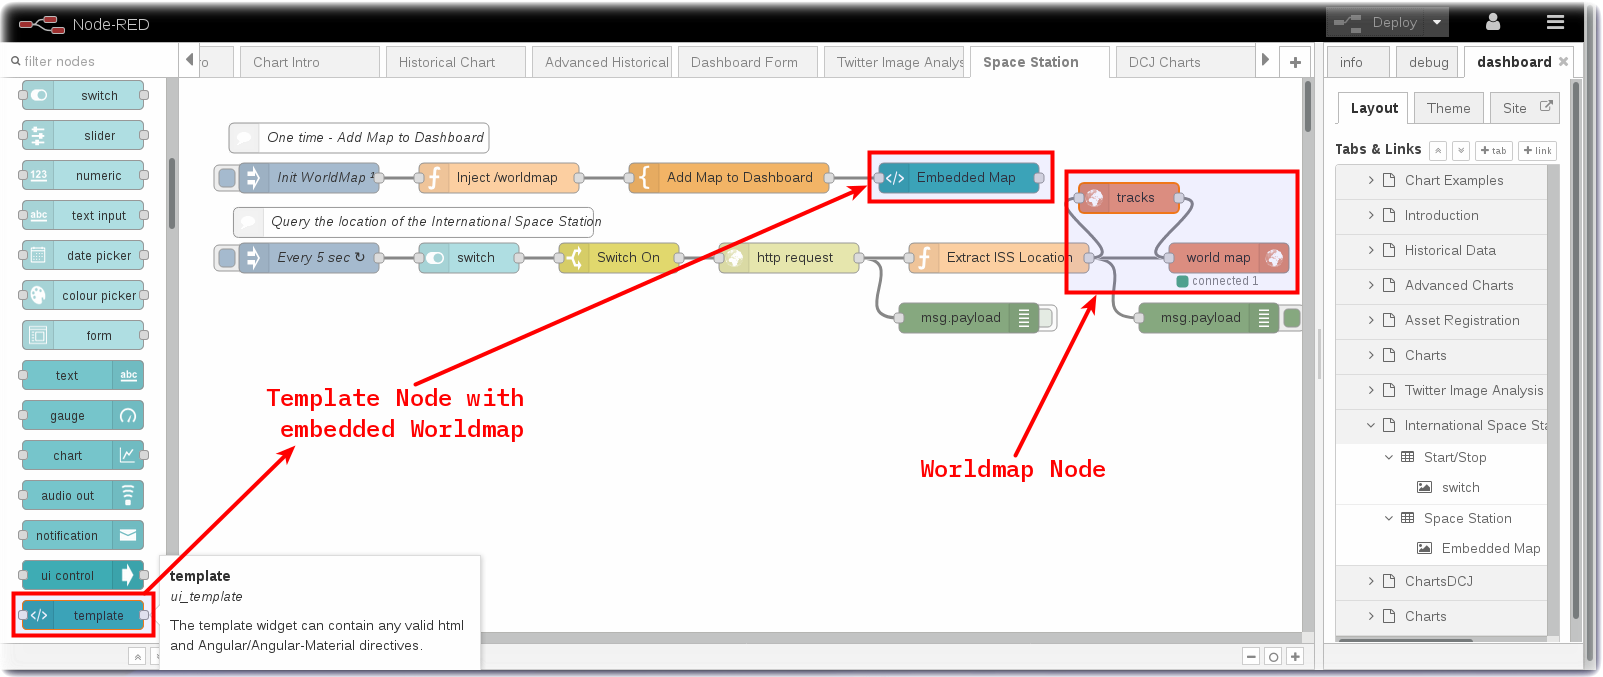 Node-RED
Deploy
filter nodes
ro
Chart Intro
Historical Chart
Advanced Historical
Dashboard Form
Twitter Image Analys
Space Station
DCJ Charts
info
debug
dashboard
switch
slider
123 numeric
abc text input
date picker
colour picker
form
text abc
gauge
chart
audio out
notification
ui control
</> template
One time - Add Map to Dashboard
Init WorldMap ¹
Inject /worldmap
Add Map to Dashboard
</> Embedded Map
tracks
Query the location of the International Space Station
Every 5 sec ↻
switch
Switch On
http request
Extract ISS Location
world map
connected 1
msg.payload
msg.payload
Template Node with
embedded Worldmap
Worldmap Node
template
ui_template
The template widget can contain any valid html
and Angular/Angular-Material directives.
Layout
Theme
Site
Tabs & Links
+ tab
+ link
Chart Examples
Introduction
Historical Data
Advanced Charts
Asset Registration
Charts
Twitter Image Analysis
International Space Sta
Start/Stop
switch
Space Station
Embedded Map
ChartsDCJ
Charts